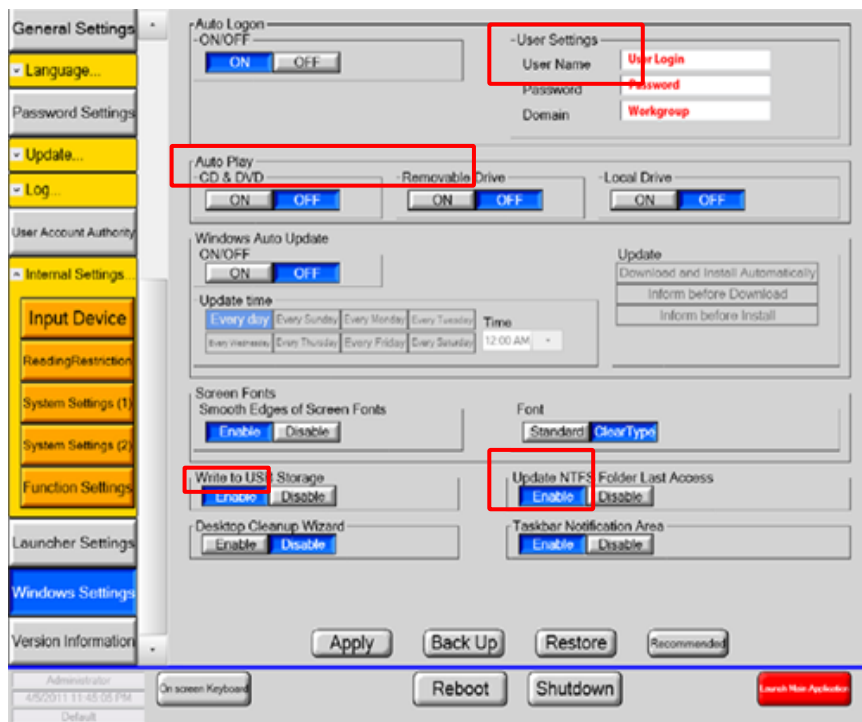 General Settings
Language...
Password Settings
Update...
Log...
User Account Authority
Internal Settings...
Input Device
ReadingRestriction
System Settings (1)
System Settings (2)
Function Settings
Launcher Settings
Windows Settings
Version Information
Auto Logon
ON/OFF
ON OFF
User Settings
User Name User Login
Password Password
Domain Workgroup
Auto Play
CD & DVD Removable Drive Local Drive
ON OFF ON OFF ON OFF
Windows Auto Update
ON/OFF
ON OFF
Update time
Every day Every Sunday Every Monday Every Tuesday
Every Wednesday Every Thursday Every Friday Every Saturday
Time
12:00 AM
Update
Download and Install Automatically
Inform before Download
Inform before Install
Screen Fonts
Smooth Edges of Screen Fonts
Enable Disable
Font
Standard ClearType
Write to USB Storage
Enable Disable
Update NTFS Folder Last Access
Enable Disable
Desktop Cleanup Wizard
Enable Disable
Taskbar Notification Area
Enable Disable
Apply Back Up Restore Recommended
Administrator
4/5/2011 11:45:05 PM
Default
On screen Keyboard
Reboot Shutdown
Launch Main Application